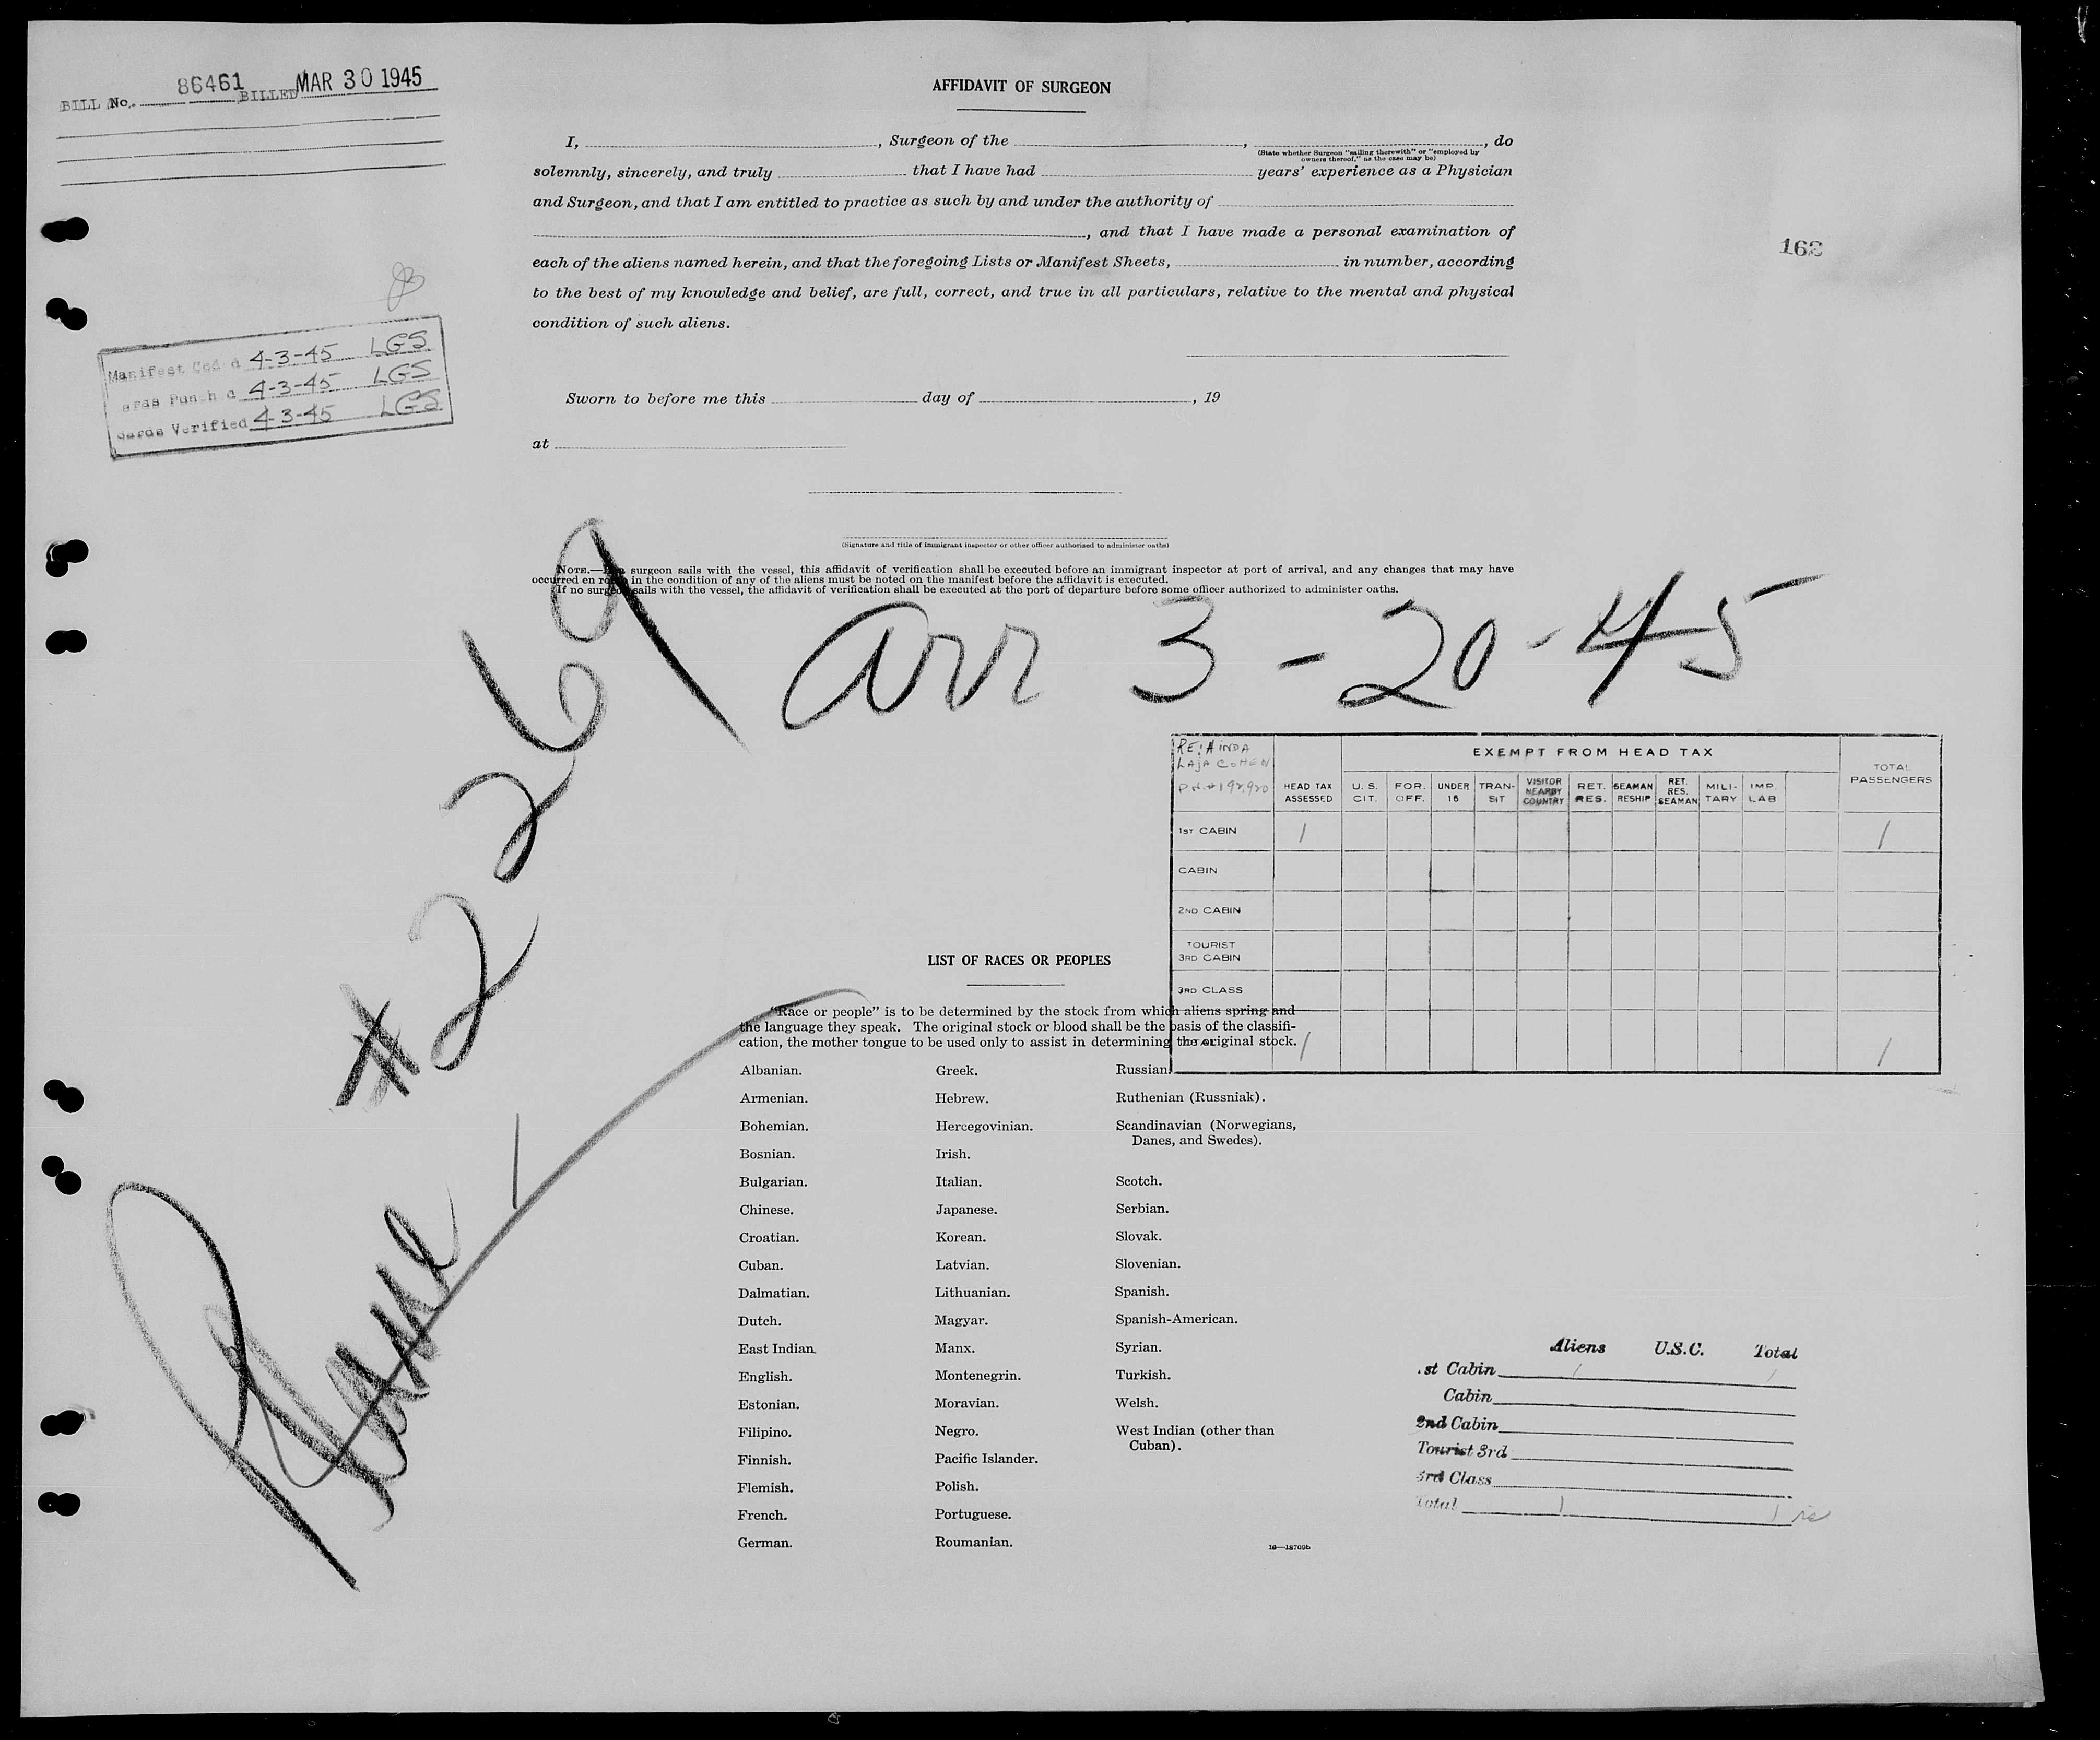 BILL No. 86461 BILLED MAR 30 1945
AFFIDAVIT OF SURGEON
I, , Surgeon of the , , do
(State whether Surgeon "sailing therewith" or "employed by
owners thereof," as the case may be)
solemnly, sincerely, and truly that I have had years' experience as a Physician
and Surgeon, and that I am entitled to practice as such by and under the authority of
, and that I have made a personal examination of
each of the aliens named herein, and that the foregoing Lists or Manifest Sheets, in number, according
to the best of my knowledge and belief, are full, correct, and true in all particulars, relative to the mental and physical
condition of such aliens.
162
Manifest 4-3-45 LGS
4-3-45 LGS
Verified 4-3-45 LGS
Sworn to before me this day of , 19
at
(Signature and title of immigrant inspector or other officer authorized to administer oaths)
NOTE.— surgeon sails with the vessel, this affidavit of verification shall be executed before an immigrant inspector at port of arrival, and any changes that may have
occurred en route in the condition of any of the aliens must be noted on the manifest before the affidavit is executed.
If no surgeon sails with the vessel, the affidavit of verification shall be executed at the port of departure before some officer authorized to administer oaths.
arr 3-20-45
#2269
Plane
RE: AINDA
LAJA COHEN
HEAD TAX
ASSESSED
EXEMPT FROM HEAD TAX
TOTAL
PASSENGERS
U. S.
CIT.
FOR.
OFF.
UNDER
16
TRAN-
SIT
VISITOR
NEARBY
COUNTRY
RET.
RES.
SEAMAN
RESHIP
RET.
RES.
SEAMAN
MILI-
TARY
IMP.
LAB
1ST CABIN 1 1
CABIN
2ND CABIN
TOURIST
3RD CABIN
3RD CLASS
TOTAL 1 1
LIST OF RACES OR PEOPLES
"Race or people" is to be determined by the stock from which aliens spring and
the language they speak. The original stock or blood shall be the basis of the classifi-
cation, the mother tongue to be used only to assist in determining the original stock.
Albanian.
Armenian.
Bohemian.
Bosnian.
Bulgarian.
Chinese.
Croatian.
Cuban.
Dalmatian.
Dutch.
East Indian.
English.
Estonian.
Filipino.
Finnish.
Flemish.
French.
German.
Greek.
Hebrew.
Hercegovinian.
Irish.
Italian.
Japanese.
Korean.
Latvian.
Lithuanian.
Magyar.
Manx.
Montenegrin.
Moravian.
Negro.
Pacific Islander.
Polish.
Portuguese.
Roumanian.
Russian.
Ruthenian (Russniak).
Scandinavian (Norwegians,
Danes, and Swedes).
Scotch.
Serbian.
Slovak.
Slovenian.
Spanish.
Spanish-American.
Syrian.
Turkish.
Welsh.
West Indian (other than
Cuban).
16—18709b
Aliens U.S.C. Total
st Cabin 1 1
Cabin
2nd Cabin
Tourist 3rd
3rd Class
Total 1 1